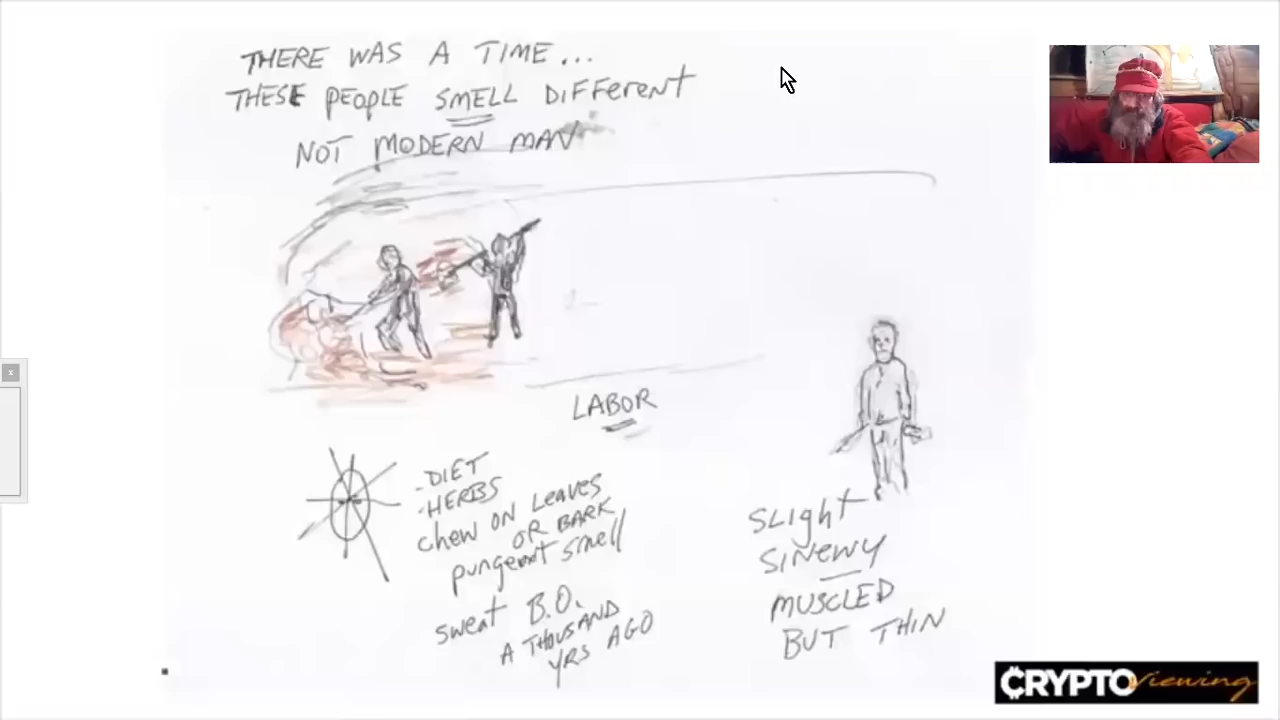 THERE WAS A TIME...
THESE PEOPLE SMELL DIFFERENT
NOT MODERN MAN
LABOR
-DIET
-HERBS
CHEW ON LEAVES
OR BARK
pungent smell
sweat B.O.
A THOUSAND
YRS AGO
SLIGHT
SINEWY
MUSCLED
BUT THIN
x
CRYPTO Viewing